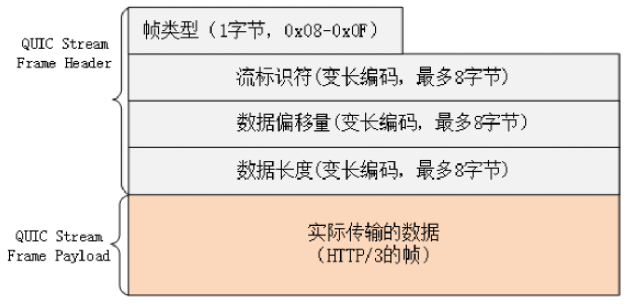 QUIC Stream
Frame Header
帧类型（1字节，0x08-0x0F）
流标识符(变长编码，最多8字节)
数据偏移量(变长编码，最多8字节)
数据长度(变长编码，最多8字节)
QUIC Stream
Frame Payload
实际传输的数据
（HTTP/3的帧）